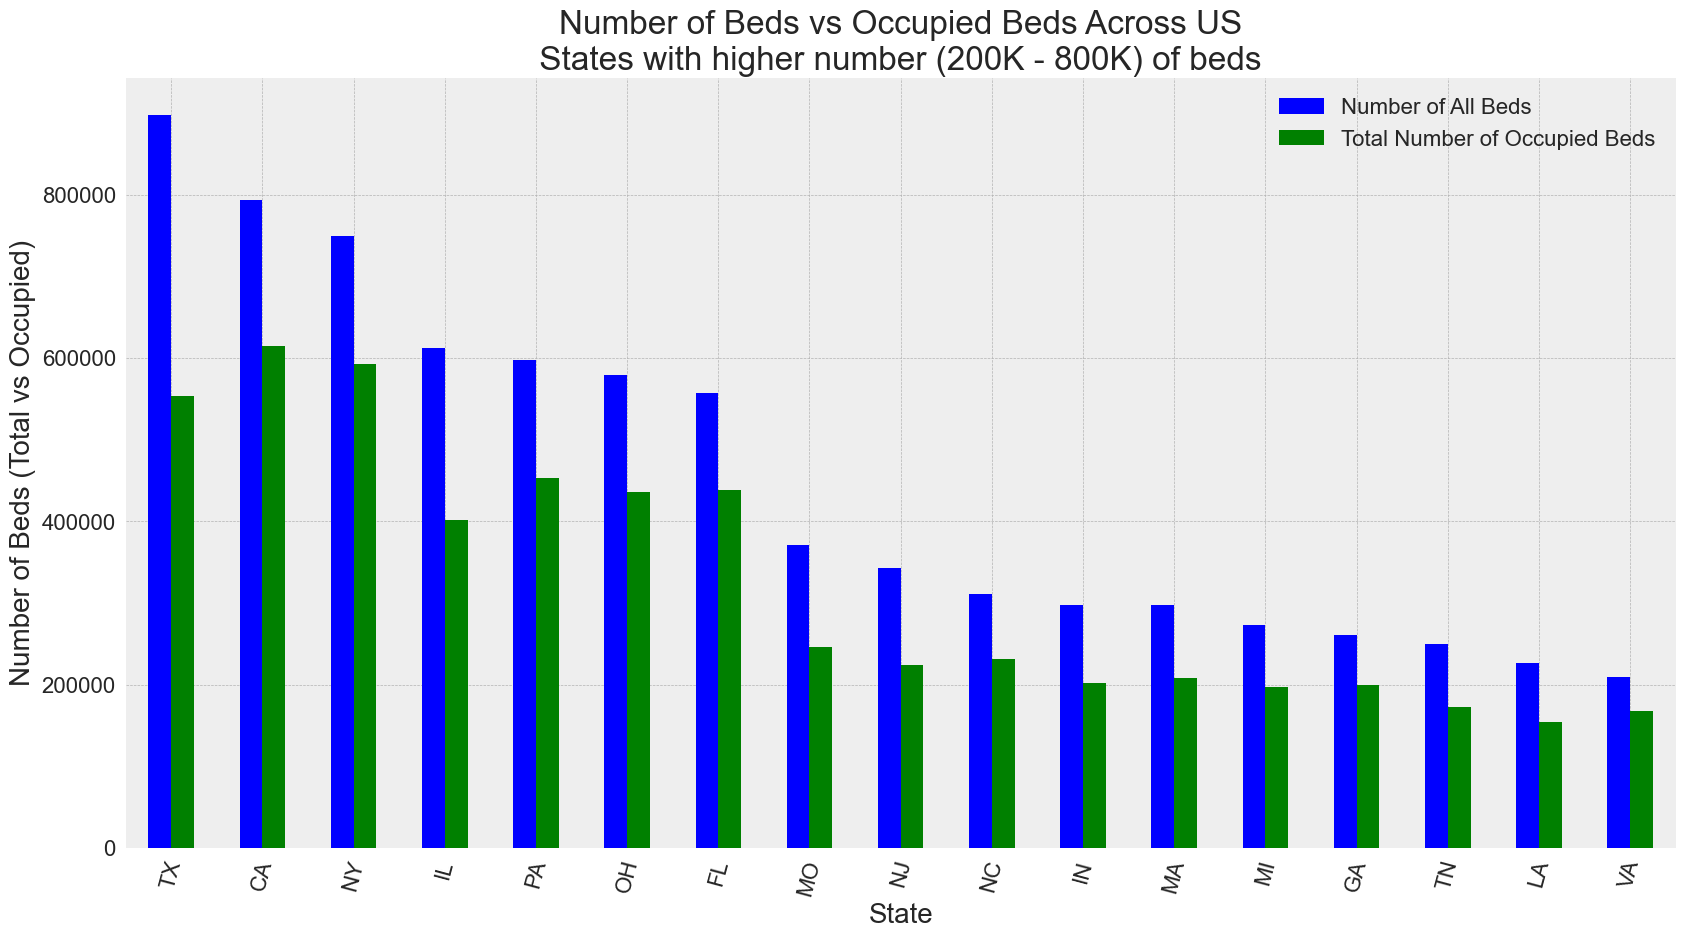 Number of Beds vs Occupied Beds Across US
States with higher number (200K - 800K) of beds
Number of All Beds
Total Number of Occupied Beds
Number of Beds (Total vs Occupied)
800000
600000
400000
200000
0
TX CA NY IL PA OH FL MO NJ NC IN MA MI GA TN LA VA
State